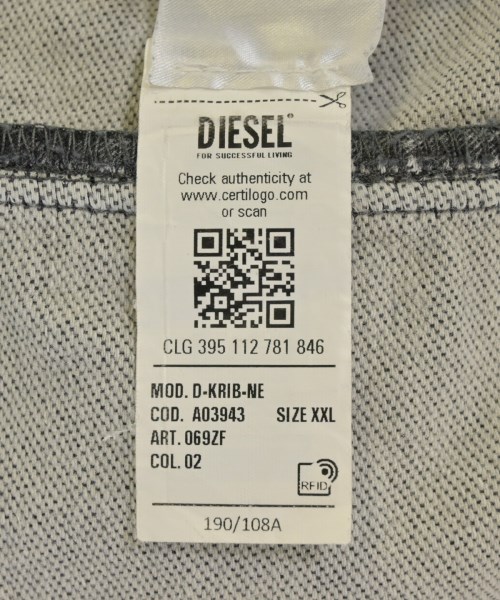 DIESEL®
FOR SUCCESSFUL LIVING
Check authenticity at
www.certilogo.com
or scan
CLG 395 112 781 846
MOD. D-KRIB-NE
COD. A03943 SIZE XXL
ART. 069ZF
COL. 02
RFID
190/108A